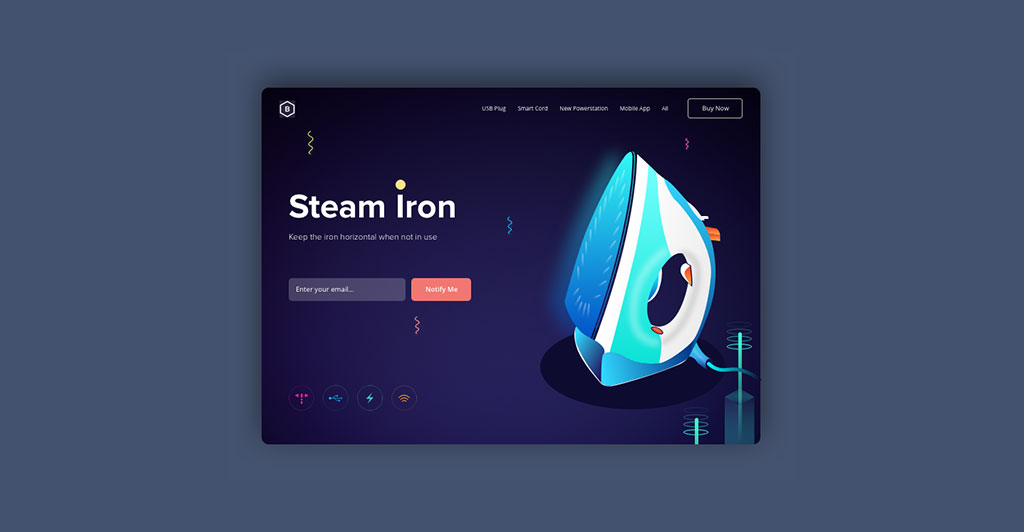 B
USB Plug Smart Cord New Powerstation Mobile App All Buy Now
Steam Iron
Keep the iron horizontal when not in use
Enter your email... Notify Me